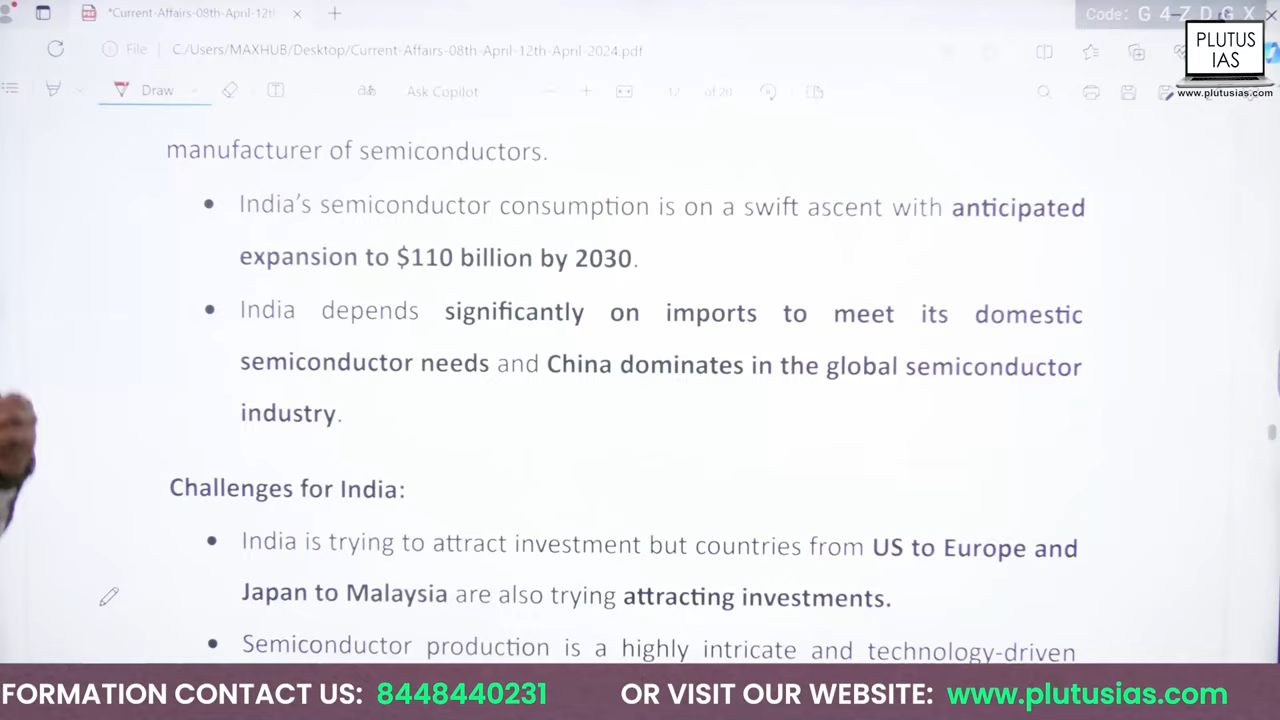 *Current-Affairs-08th-April-12th
Code: G 4 Z D G X
File C:/Users/MAXHUB/Desktop/Current-Affairs-08th-April-12th-April-2024.pdf
PLUTUS
IAS
www.plutusias.com
Draw
Ask Copilot
12 of 20
manufacturer of semiconductors.
• India’s semiconductor consumption is on a swift ascent with anticipated
expansion to $110 billion by 2030.
• India depends significantly on imports to meet its domestic
semiconductor needs and China dominates in the global semiconductor
industry.
Challenges for India:
• India is trying to attract investment but countries from US to Europe and
Japan to Malaysia are also trying attracting investments.
• Semiconductor production is a highly intricate and technology-driven
FORMATION CONTACT US: 8448440231 OR VISIT OUR WEBSITE: www.plutusias.com